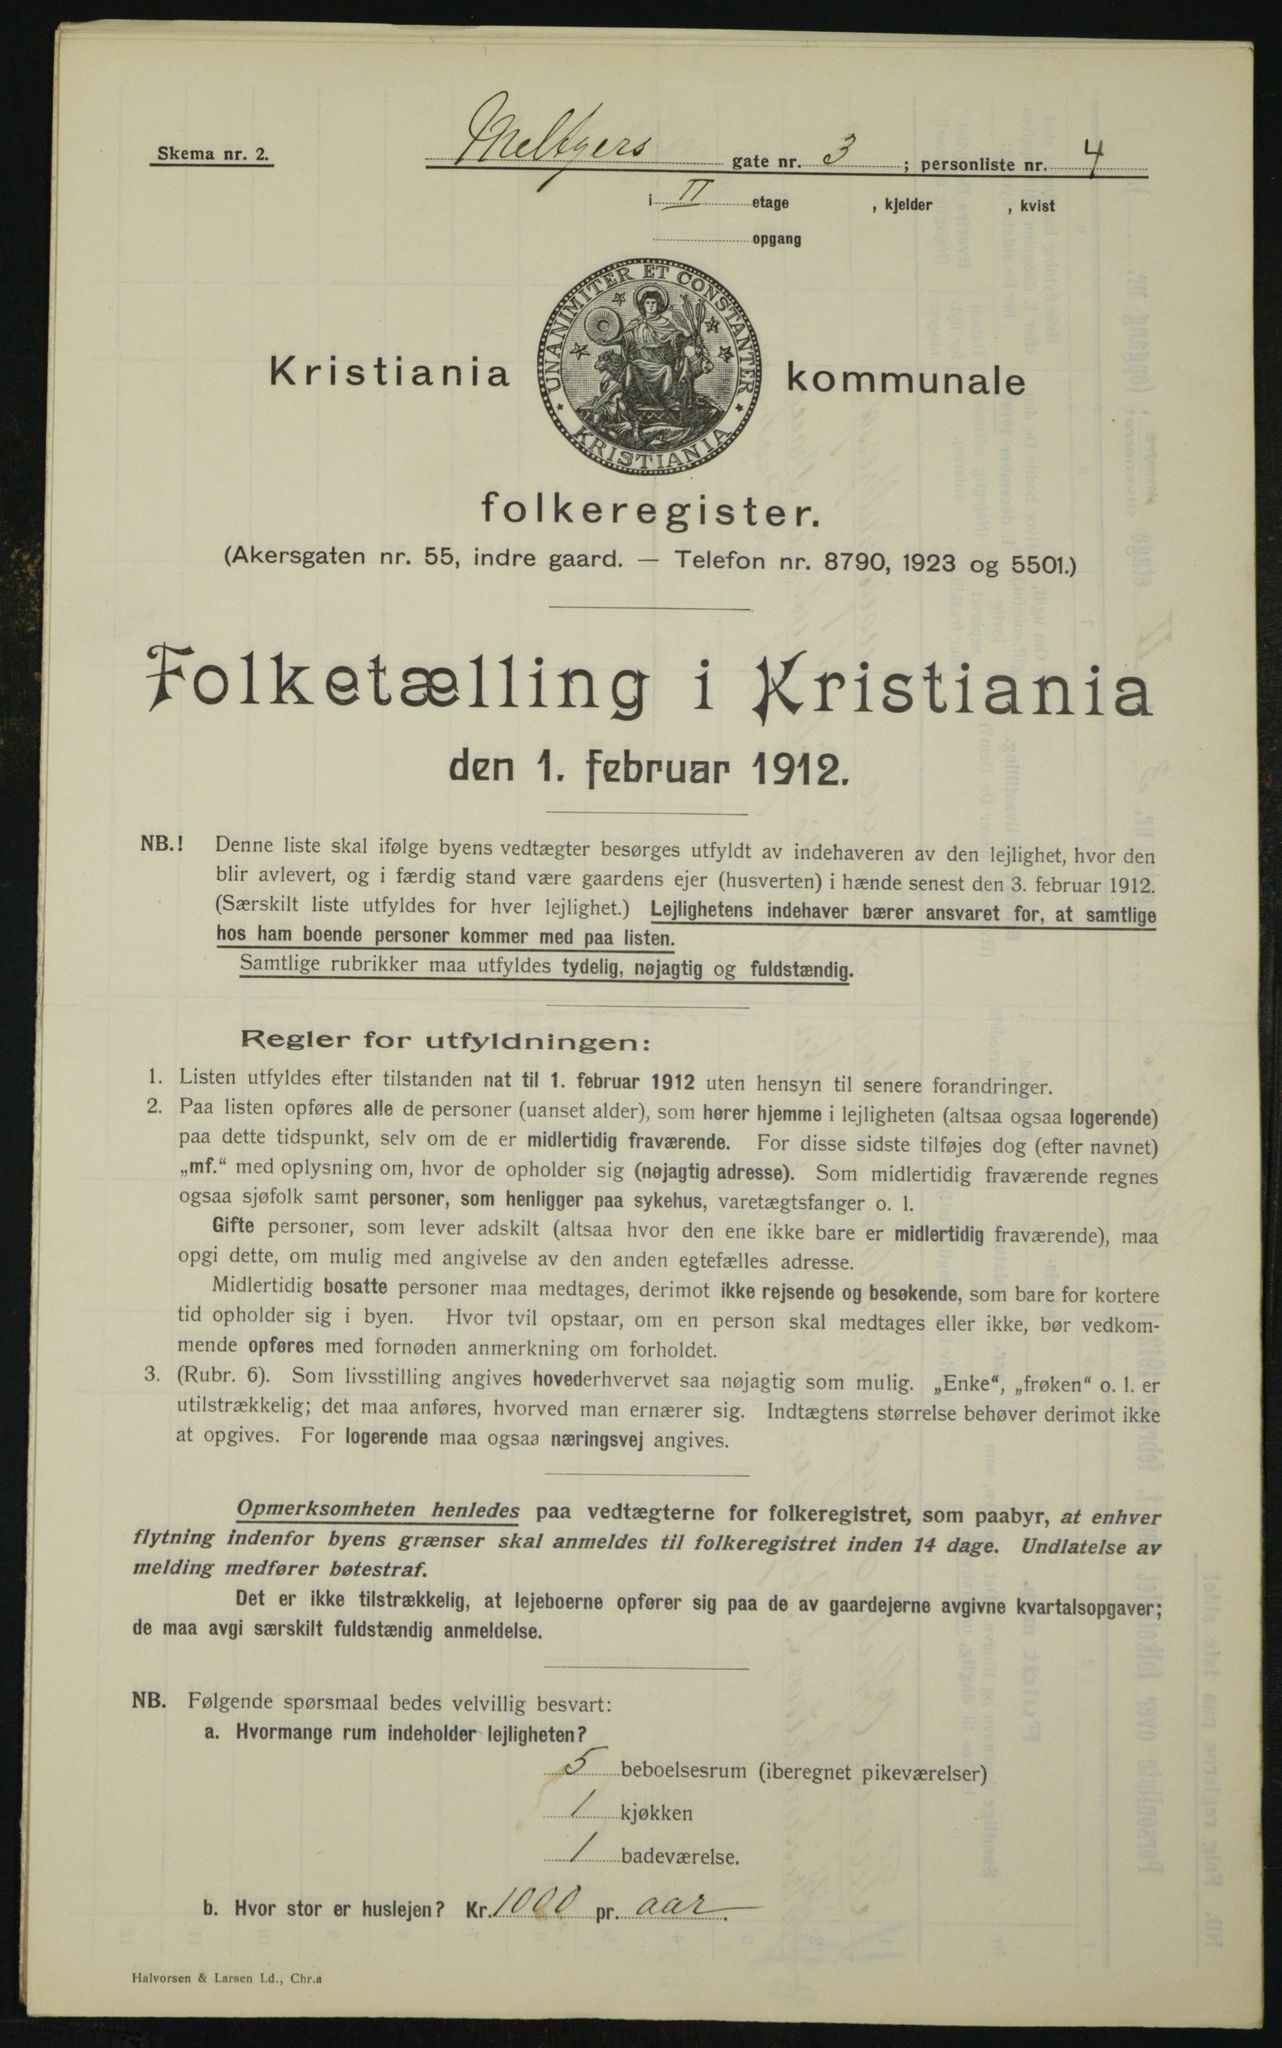 Skema nr. 2.
Meltzers gate nr. 3 ; personliste nr. 4
i II etage , kjelder , kvist
opgang
UNANIMITER ET CONSTANTER
* KRISTIANIA *
Kristiania kommunale
folkeregister.
(Akersgaten nr. 55, indre gaard. — Telefon nr. 8790, 1923 og 5501.)
Folketælling i Kristiania
den 1. februar 1912.
NB.! Denne liste skal ifølge byens vedtægter besørges utfyldt av indehaveren av den lejlighet, hvor den
blir avlevert, og i færdig stand være gaardens ejer (husverten) i hænde senest den 3. februar 1912.
(Særskilt liste utfyldes for hver lejlighet.) Lejlighetens indehaver bærer ansvaret for, at samtlige
hos ham boende personer kommer med paa listen.
Samtlige rubrikker maa utfyldes tydelig, nøjagtig og fuldstændig.
Regler for utfyldningen:
1. Listen utfyldes efter tilstanden nat til 1. februar 1912 uten hensyn til senere forandringer.
2. Paa listen opføres alle de personer (uanset alder), som hører hjemme i lejligheten (altsaa ogsaa logerende)
paa dette tidspunkt, selv om de er midlertidig fraværende. For disse sidste tilføjes dog (efter navnet)
„mf.“ med oplysning om, hvor de opholder sig (nøjagtig adresse). Som midlertidig fraværende regnes
ogsaa sjøfolk samt personer, som henligger paa sykehus, varetægtsfanger o. l.
Gifte personer, som lever adskilt (altsaa hvor den ene ikke bare er midlertidig fraværende), maa
opgi dette, om mulig med angivelse av den anden egtefælles adresse.
Midlertidig bosatte personer maa medtages, derimot ikke rejsende og besøkende, som bare for kortere
tid opholder sig i byen. Hvor tvil opstaar, om en person skal medtages eller ikke, bør vedkom-
mende opføres med fornøden anmerkning om forholdet.
3. (Rubr. 6). Som livsstilling angives hovederhvervet saa nøjagtig som mulig. „Enke“, „frøken“ o. l. er
utilstrækkelig; det maa anføres, hvorved man ernærer sig. Indtægtens størrelse behøver derimot ikke
at opgives. For logerende maa ogsaa næringsvej angives.
Opmerksomheten henledes paa vedtægterne for folkeregistret, som paabyr, at enhver
flytning indenfor byens grænser skal anmeldes til folkeregistret inden 14 dage. Undlatelse av
melding medfører bøtestraf.
Det er ikke tilstrækkelig, at lejeboerne opfører sig paa de av gaardejerne avgivne kvartalsopgaver;
de maa avgi særskilt fuldstændig anmeldelse.
NB. Følgende spørsmaal bedes velvillig besvart:
a. Hvormange rum indeholder lejligheten?
5 beboelsesrum (iberegnet pikeværelser)
1 kjøkken
1 badeværelse.
b. Hvor stor er huslejen? Kr. 1000 pr. aar.
Halvorsen & Larsen Ld., Chr.a